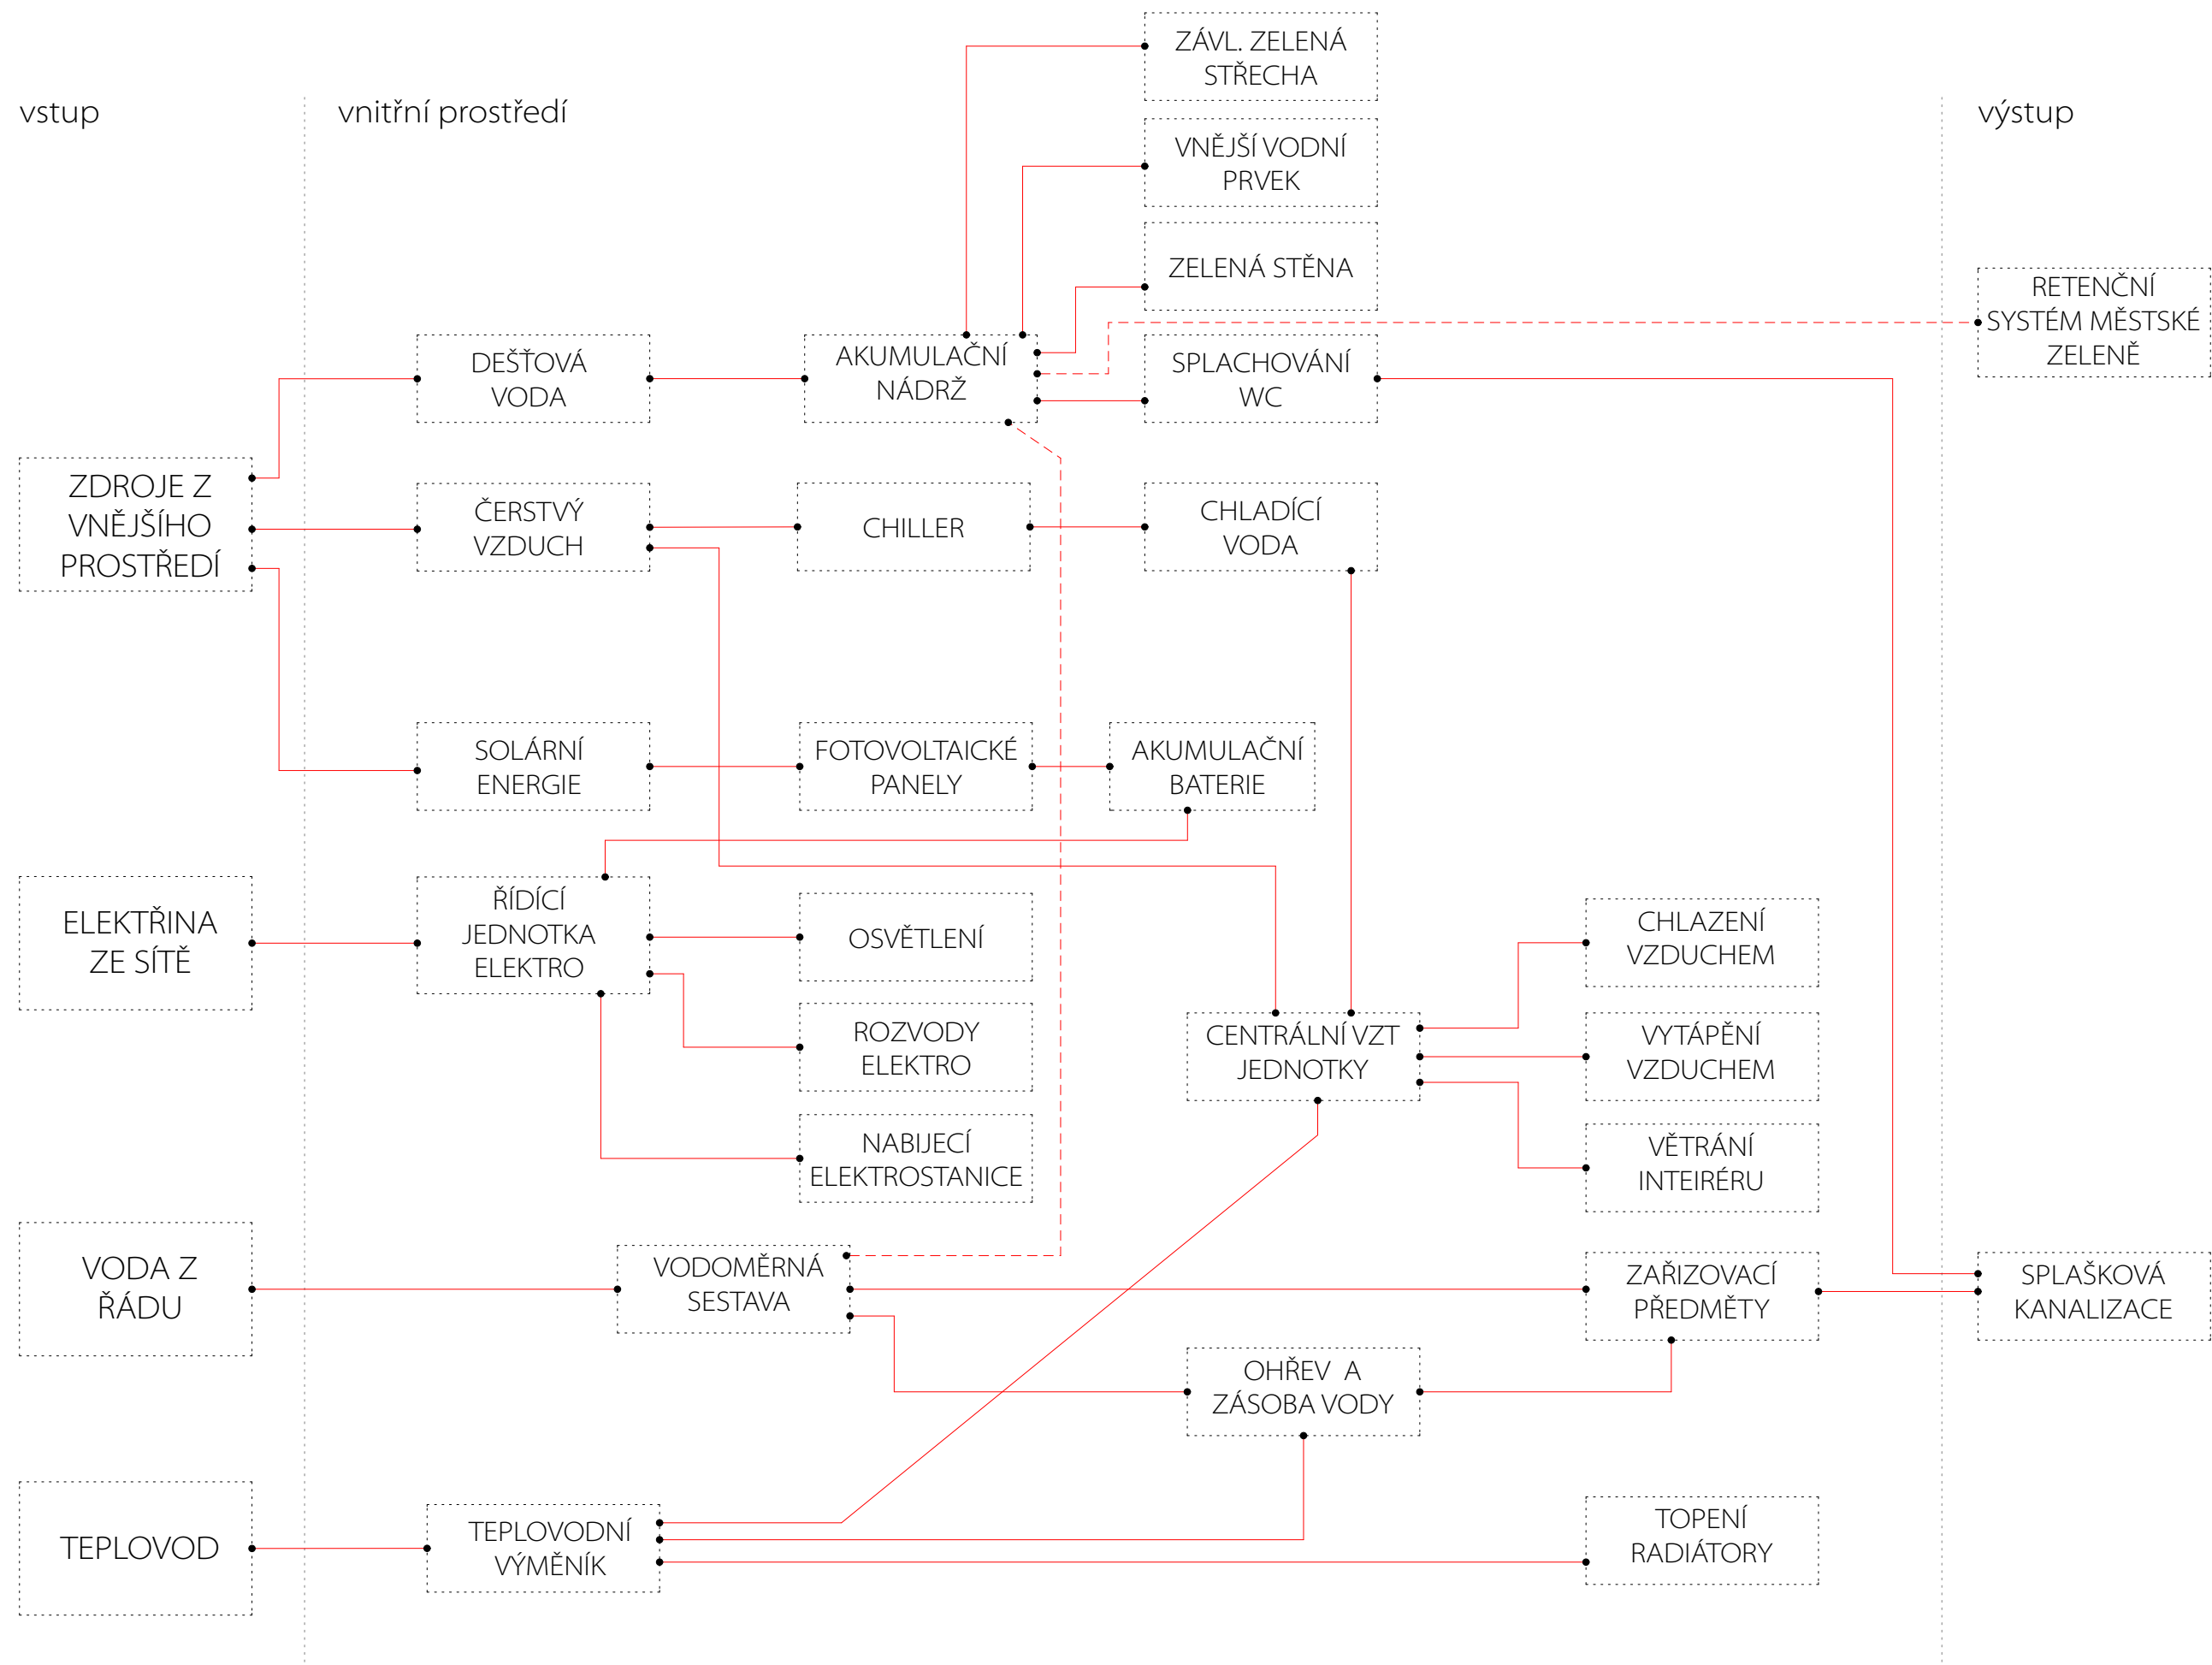 vstup
vnitřní prostředí
výstup
ZÁVL. ZELENÁ
STŘECHA
VNĚJŠÍ VODNÍ
PRVEK
ZELENÁ STĚNA
RETENČNÍ
SYSTÉM MĚSTSKÉ
ZELENĚ
DEŠŤOVÁ
VODA
AKUMULAČNÍ
NÁDRŽ
SPLACHOVÁNÍ
WC
ZDROJE Z
VNĚJŠÍHO
PROSTŘEDÍ
ČERSTVÝ
VZDUCH
CHILLER
CHLADÍCÍ
VODA
SOLÁRNÍ
ENERGIE
FOTOVOLTAICKÉ
PANELY
AKUMULAČNÍ
BATERIE
ELEKTŘINA
ZE SÍTĚ
ŘÍDÍCÍ
JEDNOTKA
ELEKTRO
OSVĚTLENÍ
CHLAZENÍ
VZDUCHEM
ROZVODY
ELEKTRO
CENTRÁLNÍ VZT
JEDNOTKY
VYTÁPĚNÍ
VZDUCHEM
NABIJECÍ
ELEKTROSTANICE
VĚTRÁNÍ
INTEIRÉRU
VODA Z
ŘÁDU
VODOMĚRNÁ
SESTAVA
ZAŘIZOVACÍ
PŘEDMĚTY
SPLAŠKOVÁ
KANALIZACE
OHŘEV  A
ZÁSOBA VODY
TEPLOVOD
TEPLOVODNÍ
VÝMĚNÍK
TOPENÍ
RADIÁTORY